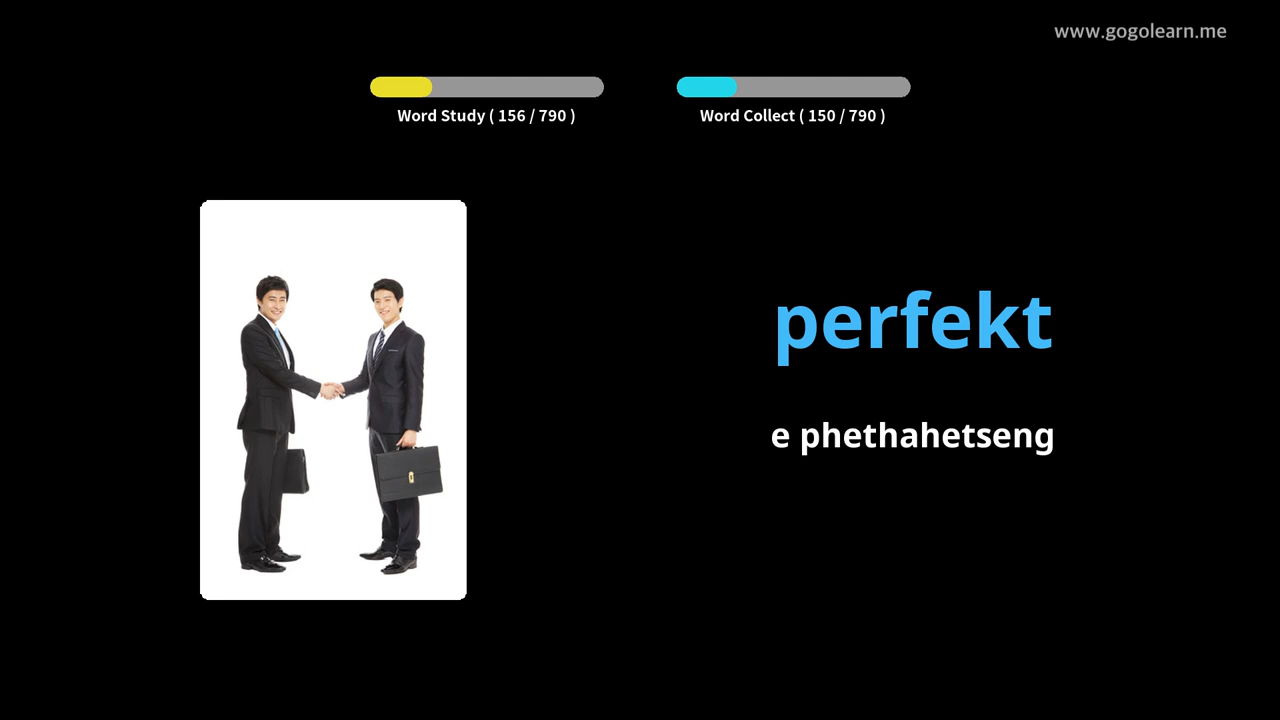 www.gogolearn.me
Word Study ( 156 / 790 )
Word Collect ( 150 / 790 )
perfekt
e phethahetseng